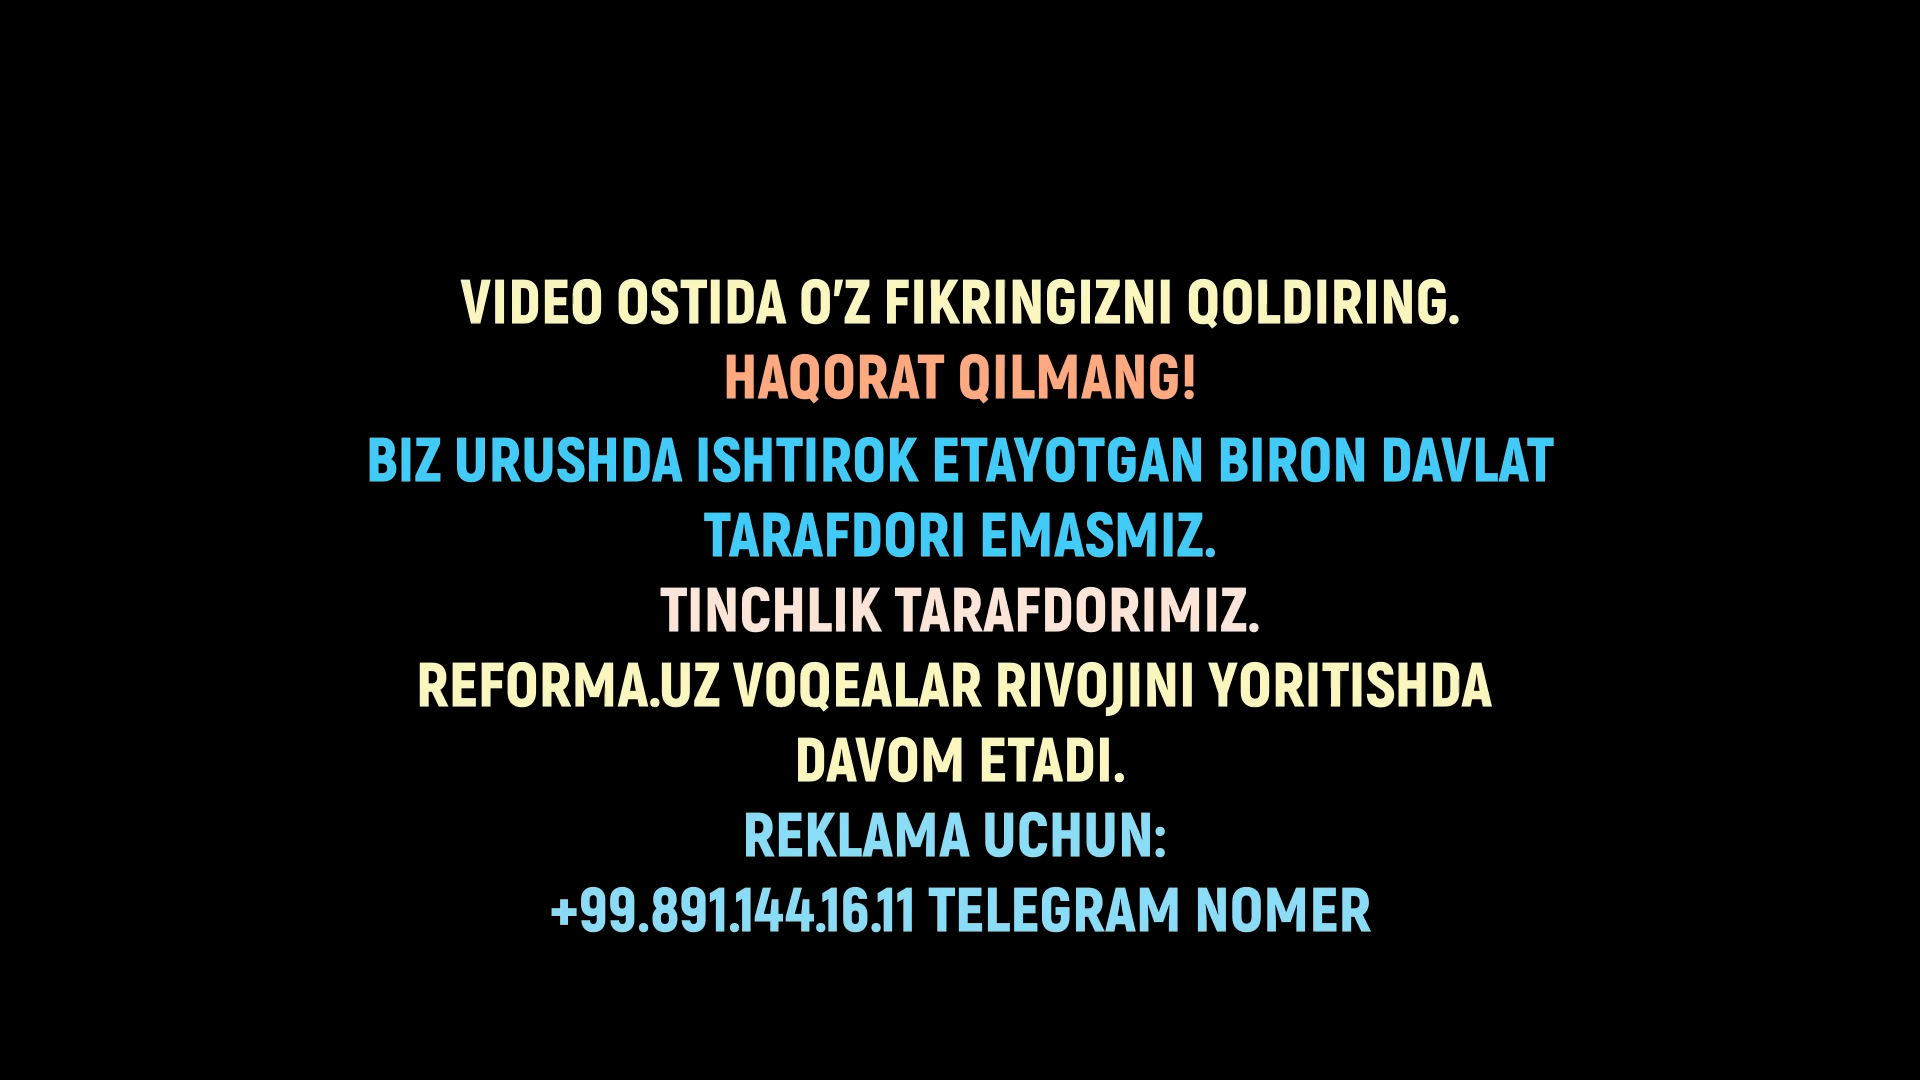 VIDEO OSTIDA O'Z FIKRINGIZNI QOLDIRING.
HAQORAT QILMANG!
BIZ URUSHDA ISHTIROK ETAYOTGAN BIRON DAVLAT
TARAFDORI EMASMIZ.
TINCHLIK TARAFDORIMIZ.
REFORMA.UZ VOQEALAR RIVOJINI YORITISHDA
DAVOM ETADI.
REKLAMA UCHUN:
+99.891.144.16.11 TELEGRAM NOMER